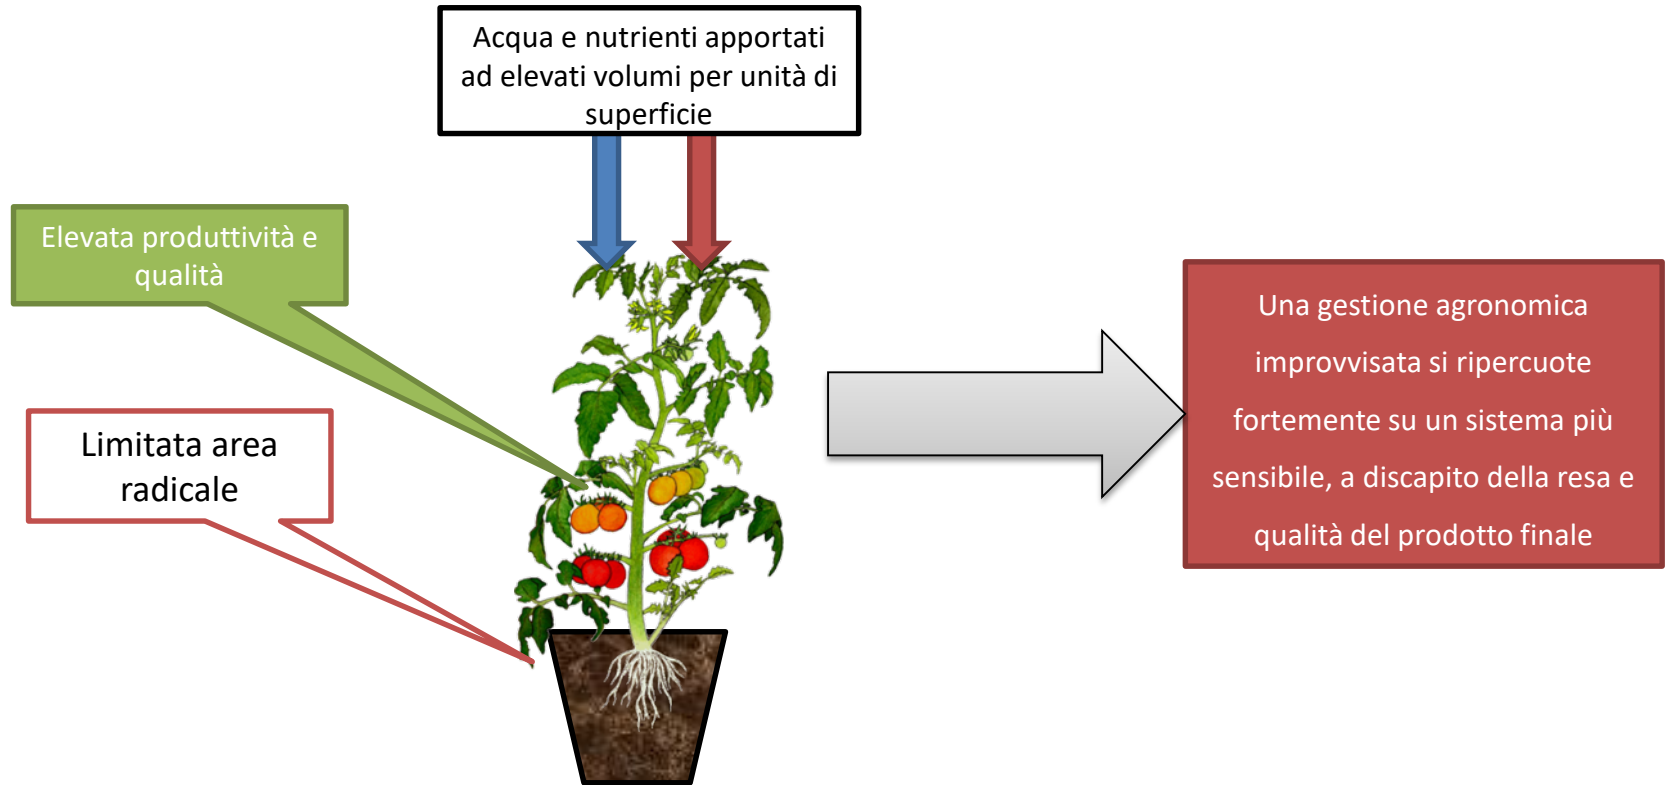 Acqua e nutrienti apportati
ad elevati volumi per unità di
superficie
Elevata produttività e
qualità
Limitata area
radicale
Una gestione agronomica
improvvisata si ripercuote
fortemente su un sistema più
sensibile, a discapito della resa e
qualità del prodotto finale